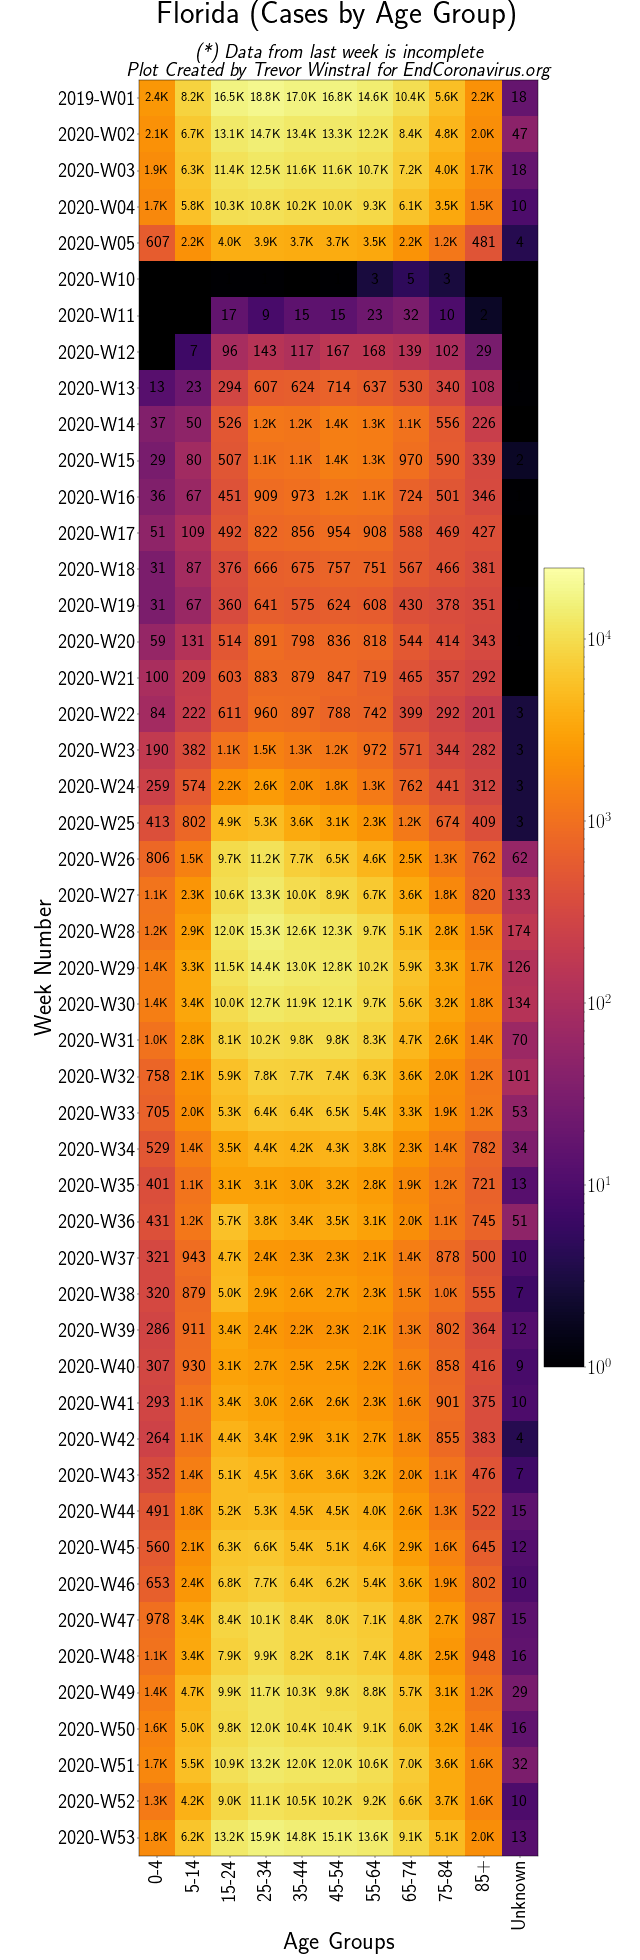 Florida (Cases by Age Group)
(*) Data from last week is incomplete
Plot Created by Trevor Winstral for EndCoronavirus.org
2019-W01 2.4K 8.2K 16.5K 18.8K 17.0K 16.8K 14.6K 10.4K 5.6K 2.2K 18
2020-W02 2.1K 6.7K 13.1K 14.7K 13.4K 13.3K 12.2K 8.4K 4.8K 2.0K 47
2020-W03 1.9K 6.3K 11.4K 12.5K 11.6K 11.6K 10.7K 7.2K 4.0K 1.7K 18
2020-W04 1.7K 5.8K 10.3K 10.8K 10.2K 10.0K 9.3K 6.1K 3.5K 1.5K 10
2020-W05 607 2.2K 4.0K 3.9K 3.7K 3.7K 3.5K 2.2K 1.2K 481 4
2020-W10 3 5 3
2020-W11 17 9 15 15 23 32 10 2
2020-W12 7 96 143 117 167 168 139 102 29
2020-W13 13 23 294 607 624 714 637 530 340 108
2020-W14 37 50 526 1.2K 1.2K 1.4K 1.3K 1.1K 556 226
2020-W15 29 80 507 1.1K 1.1K 1.4K 1.3K 970 590 339 2
2020-W16 36 67 451 909 973 1.2K 1.1K 724 501 346
2020-W17 51 109 492 822 856 954 908 588 469 427
2020-W18 31 87 376 666 675 757 751 567 466 381
2020-W19 31 67 360 641 575 624 608 430 378 351
2020-W20 59 131 514 891 798 836 818 544 414 343
2020-W21 100 209 603 883 879 847 719 465 357 292
2020-W22 84 222 611 960 897 788 742 399 292 201 3
2020-W23 190 382 1.1K 1.5K 1.3K 1.2K 972 571 344 282 3
2020-W24 259 574 2.2K 2.6K 2.0K 1.8K 1.3K 762 441 312 3
2020-W25 413 802 4.9K 5.3K 3.6K 3.1K 2.3K 1.2K 674 409 3
2020-W26 806 1.5K 9.7K 11.2K 7.7K 6.5K 4.6K 2.5K 1.3K 762 62
2020-W27 1.1K 2.3K 10.6K 13.3K 10.0K 8.9K 6.7K 3.6K 1.8K 820 133
2020-W28 1.2K 2.9K 12.0K 15.3K 12.6K 12.3K 9.7K 5.1K 2.8K 1.5K 174
2020-W29 1.4K 3.3K 11.5K 14.4K 13.0K 12.8K 10.2K 5.9K 3.3K 1.7K 126
2020-W30 1.4K 3.4K 10.0K 12.7K 11.9K 12.1K 9.7K 5.6K 3.2K 1.8K 134
2020-W31 1.0K 2.8K 8.1K 10.2K 9.8K 9.8K 8.3K 4.7K 2.6K 1.4K 70
2020-W32 758 2.1K 5.9K 7.8K 7.7K 7.4K 6.3K 3.6K 2.0K 1.2K 101
2020-W33 705 2.0K 5.3K 6.4K 6.4K 6.5K 5.4K 3.3K 1.9K 1.2K 53
2020-W34 529 1.4K 3.5K 4.4K 4.2K 4.3K 3.8K 2.3K 1.4K 782 34
2020-W35 401 1.1K 3.1K 3.1K 3.0K 3.2K 2.8K 1.9K 1.2K 721 13
2020-W36 431 1.2K 5.7K 3.8K 3.4K 3.5K 3.1K 2.0K 1.1K 745 51
2020-W37 321 943 4.7K 2.4K 2.3K 2.3K 2.1K 1.4K 878 500 10
2020-W38 320 879 5.0K 2.9K 2.6K 2.7K 2.3K 1.5K 1.0K 555 7
2020-W39 286 911 3.4K 2.4K 2.2K 2.3K 2.1K 1.3K 802 364 12
2020-W40 307 930 3.1K 2.7K 2.5K 2.5K 2.2K 1.6K 858 416 9
2020-W41 293 1.1K 3.4K 3.0K 2.6K 2.6K 2.3K 1.6K 901 375 10
2020-W42 264 1.1K 4.4K 3.4K 2.9K 3.1K 2.7K 1.8K 855 383 4
2020-W43 352 1.4K 5.1K 4.5K 3.6K 3.6K 3.2K 2.0K 1.1K 476 7
2020-W44 491 1.8K 5.2K 5.3K 4.5K 4.5K 4.0K 2.6K 1.3K 522 15
2020-W45 560 2.1K 6.3K 6.6K 5.4K 5.1K 4.6K 2.9K 1.6K 645 12
2020-W46 653 2.4K 6.8K 7.7K 6.4K 6.2K 5.4K 3.6K 1.9K 802 10
2020-W47 978 3.4K 8.4K 10.1K 8.4K 8.0K 7.1K 4.8K 2.7K 987 15
2020-W48 1.1K 3.4K 7.9K 9.9K 8.2K 8.1K 7.4K 4.8K 2.5K 948 16
2020-W49 1.4K 4.7K 9.9K 11.7K 10.3K 9.8K 8.8K 5.7K 3.1K 1.2K 29
2020-W50 1.6K 5.0K 9.8K 12.0K 10.4K 10.4K 9.1K 6.0K 3.2K 1.4K 16
2020-W51 1.7K 5.5K 10.9K 13.2K 12.0K 12.0K 10.6K 7.0K 3.6K 1.6K 32
2020-W52 1.3K 4.2K 9.0K 11.1K 10.5K 10.2K 9.2K 6.6K 3.7K 1.6K 10
2020-W53 1.8K 6.2K 13.2K 15.9K 14.8K 15.1K 13.6K 9.1K 5.1K 2.0K 13
0-4 5-14 15-24 25-34 35-44 45-54 55-64 65-74 75-84 85+ Unknown
Age Groups
Week Number
10⁴
10³
10²
10¹
10⁰